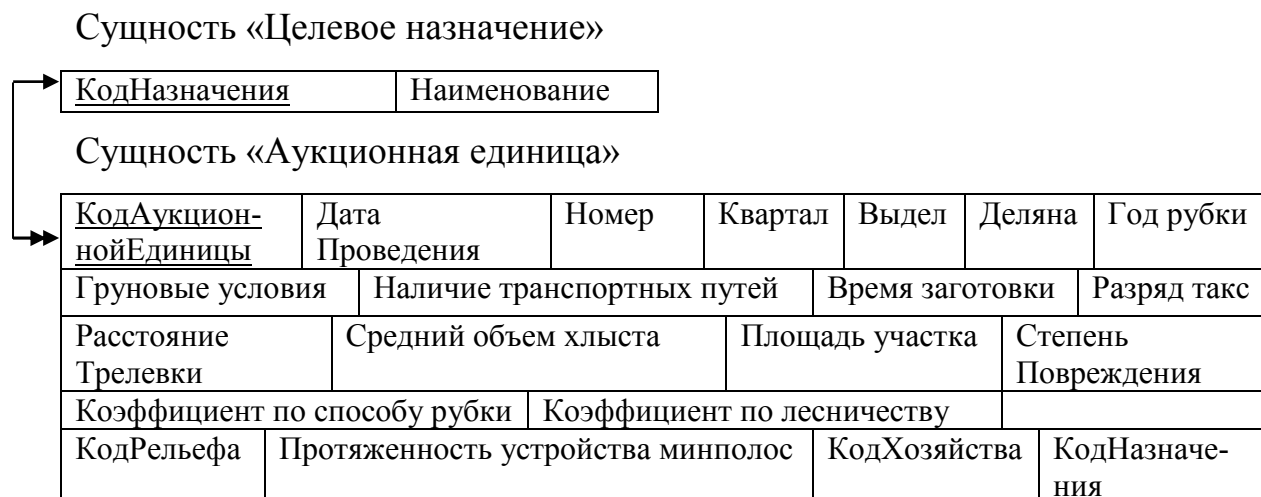 Сущность «Целевое назначение»
КодНазначения Наименование
Сущность «Аукционная единица»
КодАукцион- Дата Номер Квартал Выдел Деляна Год рубки
нойЕдиницы Проведения
Груновые условия Наличие транспортных путей Время заготовки Разряд такс
Расстояние Средний объем хлыста Площадь участка Степень
Трелевки Повреждения
Коэффициент по способу рубки Коэффициент по лесничеству
КодРельефа Протяженность устройства минполос КодХозяйства КодНазначе-
ния